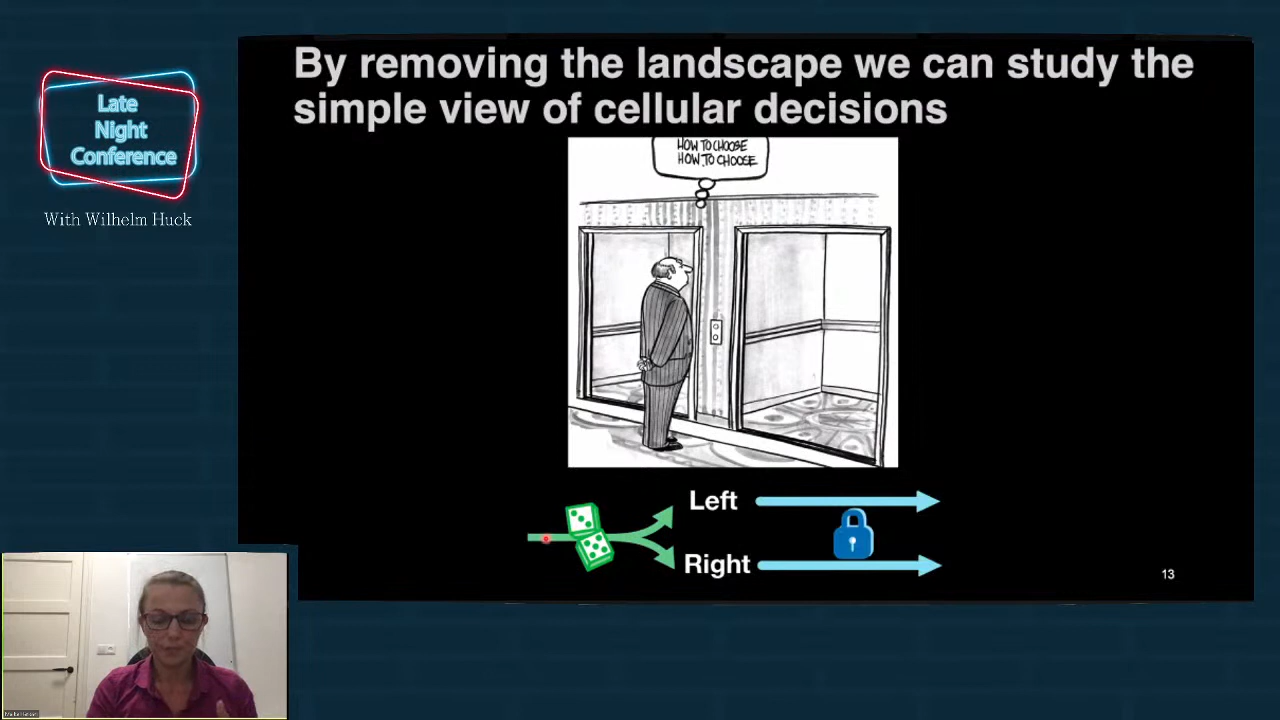 By removing the landscape we can study the
simple view of cellular decisions
Late
Night
Conference
With Wilhelm Huck
HOW TO CHOOSE
HOW TO CHOOSE
Left
Right
13